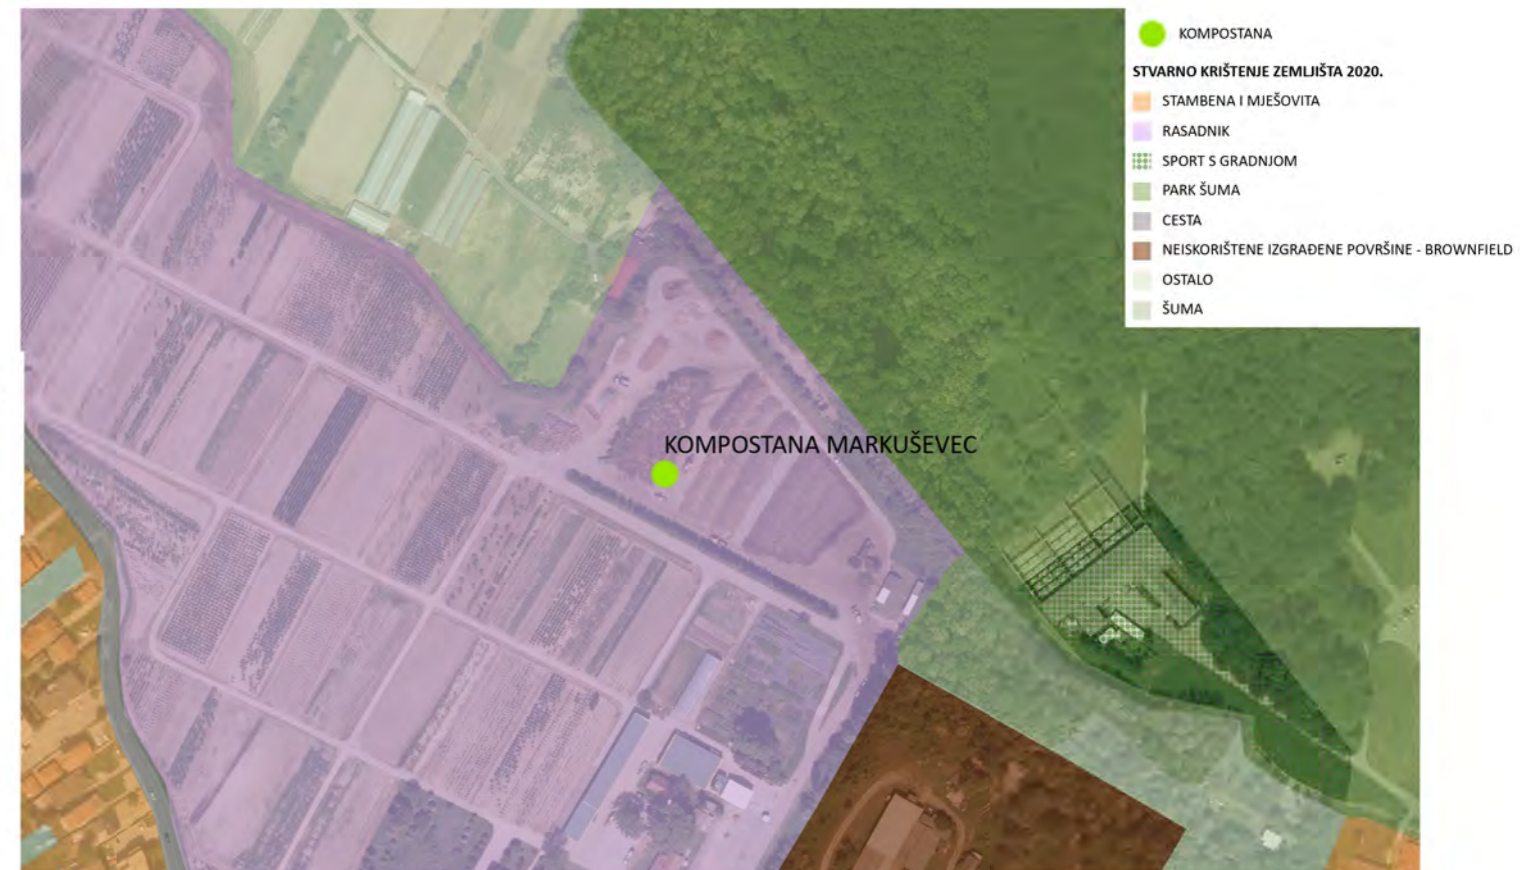 KOMPOSTANA
STVARNO KRIŠTENJE ZEMLJIŠTA 2020.
STAMBENA I MJEŠOVITA
RASADNIK
SPORT S GRADNJOM
PARK ŠUMA
CESTA
NEISKORIŠTENE IZGRAĐENE POVRŠINE - BROWNFIELD
OSTALO
ŠUMA
KOMPOSTANA MARKUŠEVEC